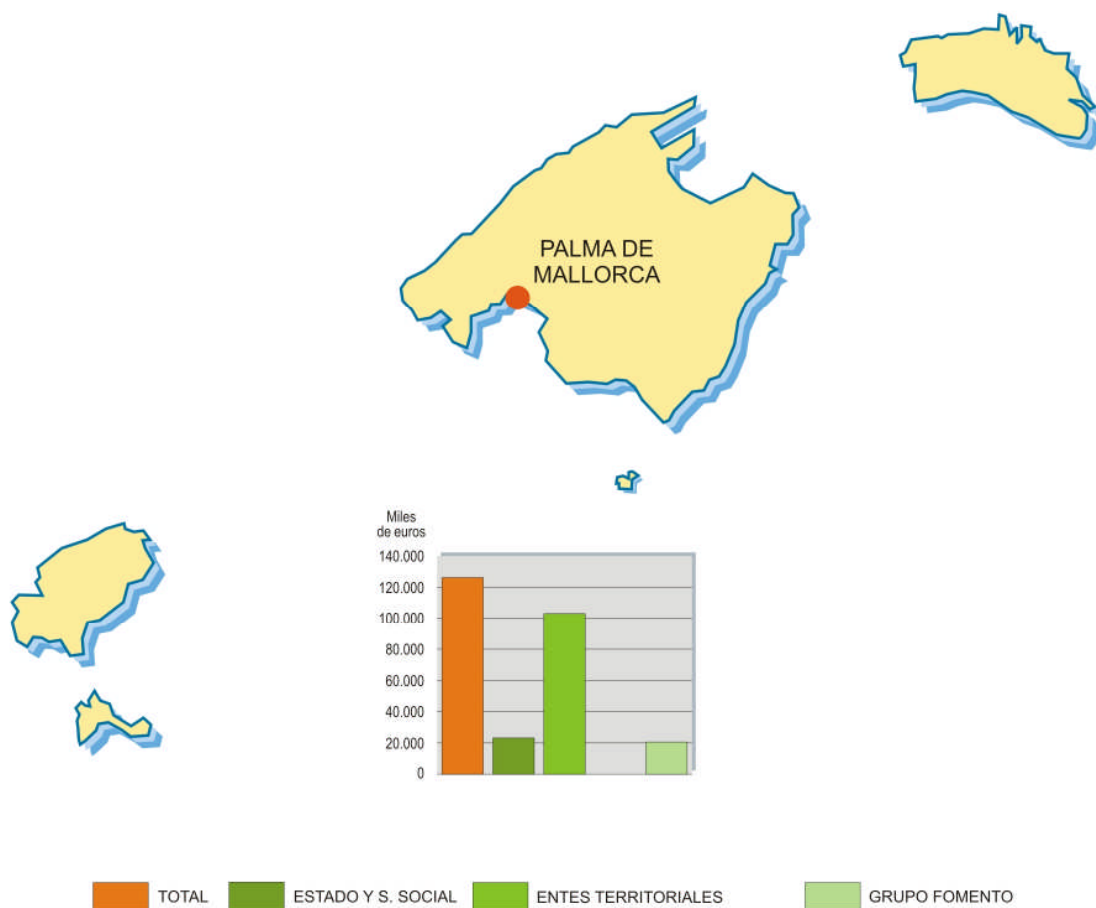 PALMA DE
MALLORCA
Miles
de euros
140.000
120.000
100.000
80.000
60.000
40.000
20.000
0
TOTAL
ESTADO Y S. SOCIAL
ENTES TERRITORIALES
GRUPO FOMENTO